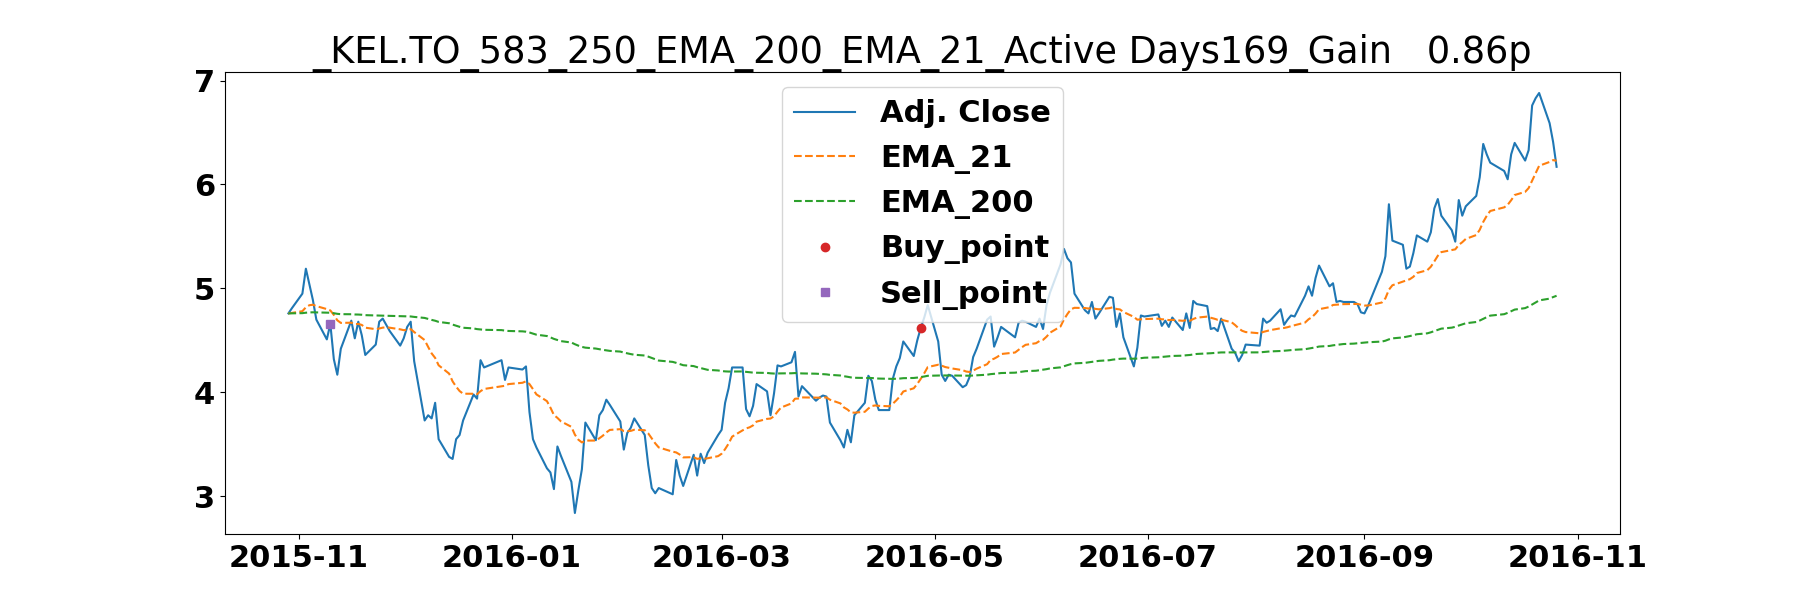 _KEL.TO_583_250_EMA_200_EMA_21_Active Days169_Gain   0.86p
7
6
5
4
3
Adj. Close
EMA_21
EMA_200
Buy_point
Sell_point
2015-11
2016-01
2016-03
2016-05
2016-07
2016-09
2016-11